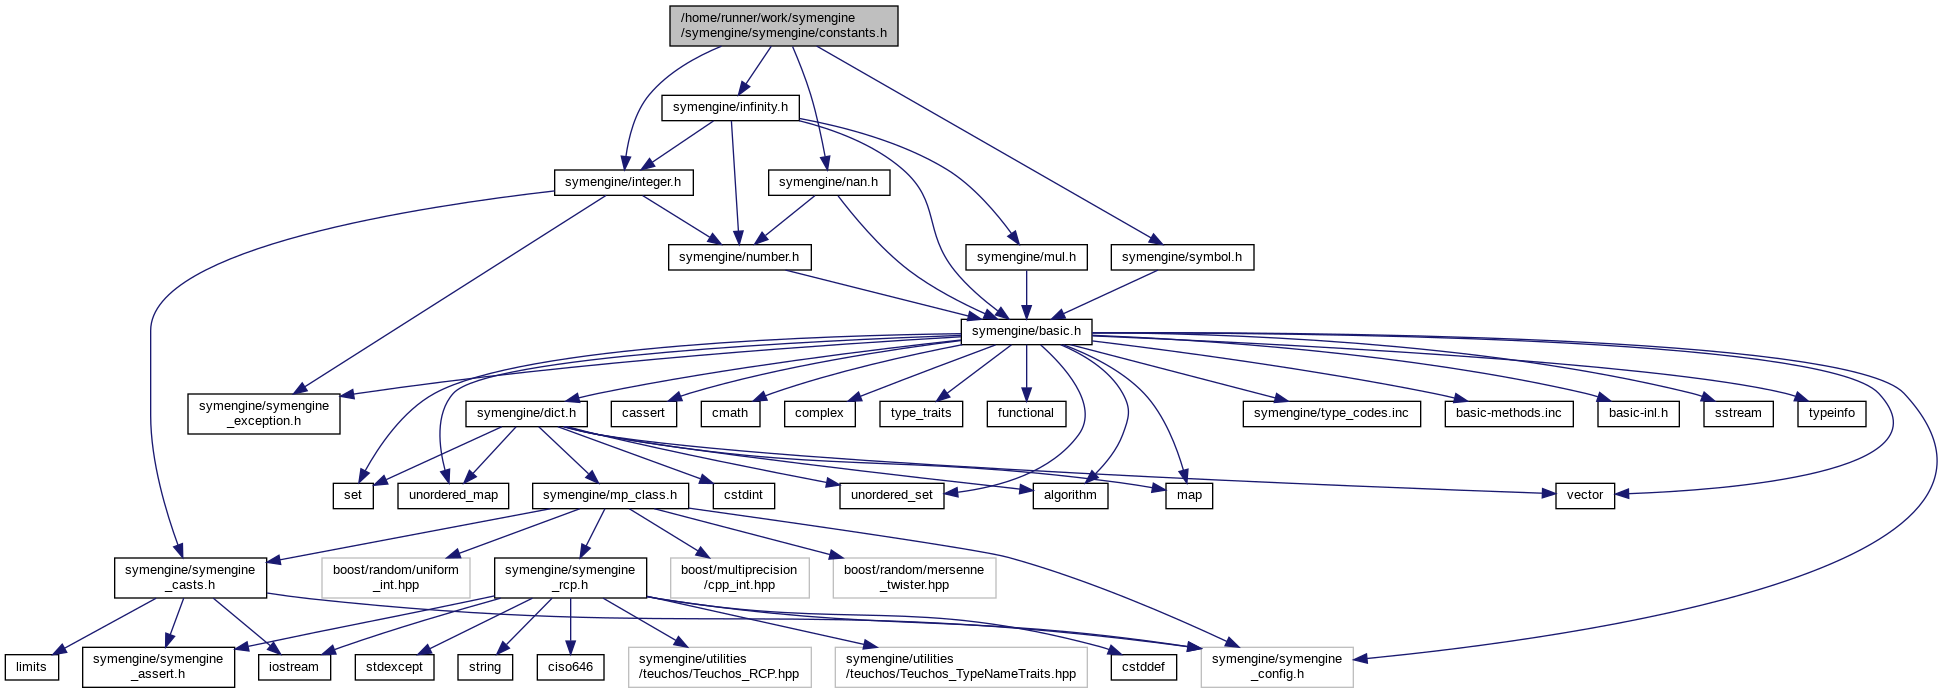 /home/runner/work/symengine
/symengine/symengine/constants.h
symengine/infinity.h
symengine/integer.h
symengine/nan.h
symengine/number.h
symengine/mul.h
symengine/symbol.h
symengine/basic.h
symengine/symengine
_exception.h
symengine/dict.h
cassert
cmath
complex
type_traits
functional
symengine/type_codes.inc
basic-methods.inc
basic-inl.h
sstream
typeinfo
set
unordered_map
symengine/mp_class.h
cstdint
unordered_set
algorithm
map
vector
symengine/symengine
_casts.h
boost/random/uniform
_int.hpp
symengine/symengine
_rcp.h
boost/multiprecision
/cpp_int.hpp
boost/random/mersenne
_twister.hpp
limits
symengine/symengine
_assert.h
iostream
stdexcept
string
ciso646
symengine/utilities
/teuchos/Teuchos_RCP.hpp
symengine/utilities
/teuchos/Teuchos_TypeNameTraits.hpp
cstddef
symengine/symengine
_config.h